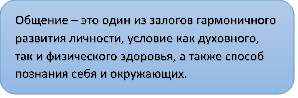 Общение – это один из залогов гармоничного
развития личности, условие как духовного,
так и физического здоровья, а также способ
познания себя и окружающих.